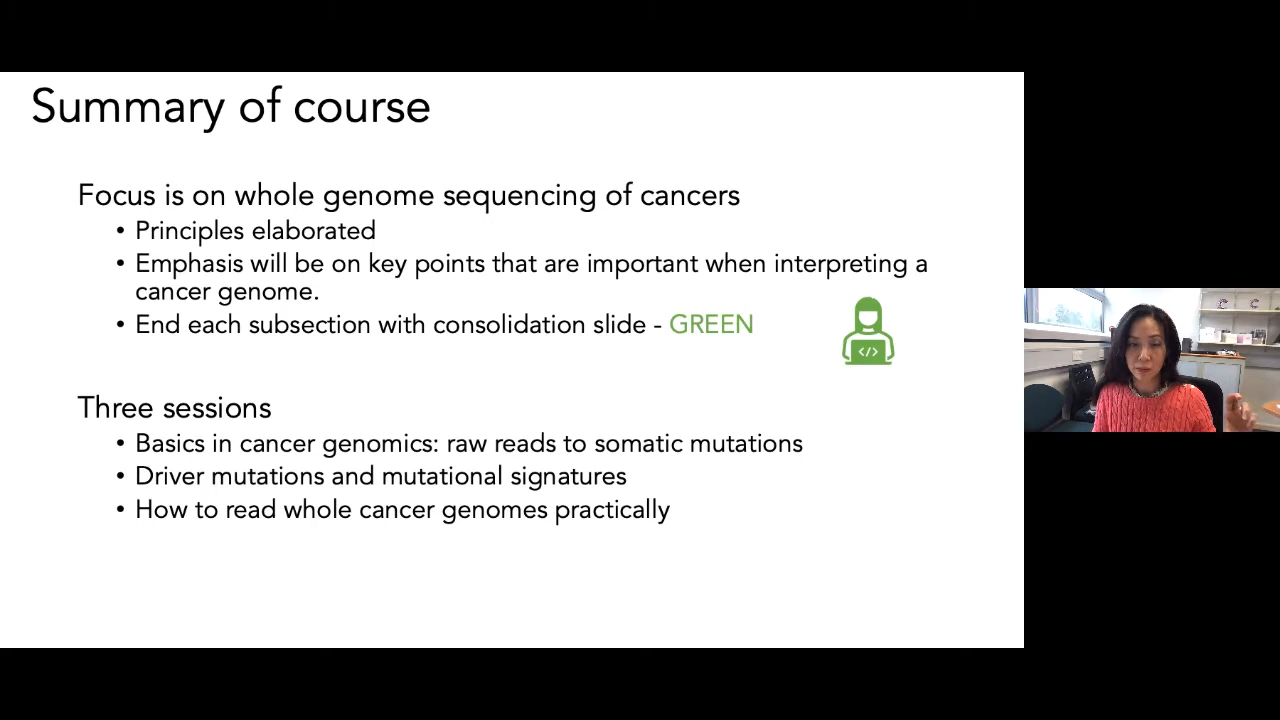 Summary of course
Focus is on whole genome sequencing of cancers
• Principles elaborated
• Emphasis will be on key points that are important when interpreting a
cancer genome.
• End each subsection with consolidation slide - GREEN
</>
Three sessions
• Basics in cancer genomics: raw reads to somatic mutations
• Driver mutations and mutational signatures
• How to read whole cancer genomes practically